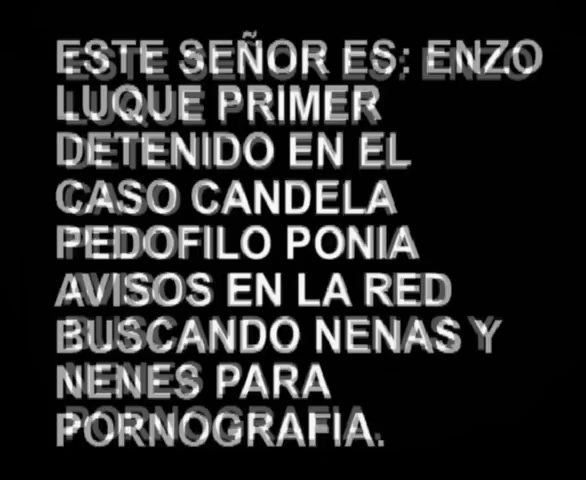 ESTE SEÑOR ES: ENZO
LUQUE PRIMER
DETENIDO EN EL
CASO CANDELA
PEDOFILO PONIA
AVISOS EN LA RED
BUSCANDO NENAS Y
NENES PARA
PORNOGRAFIA.